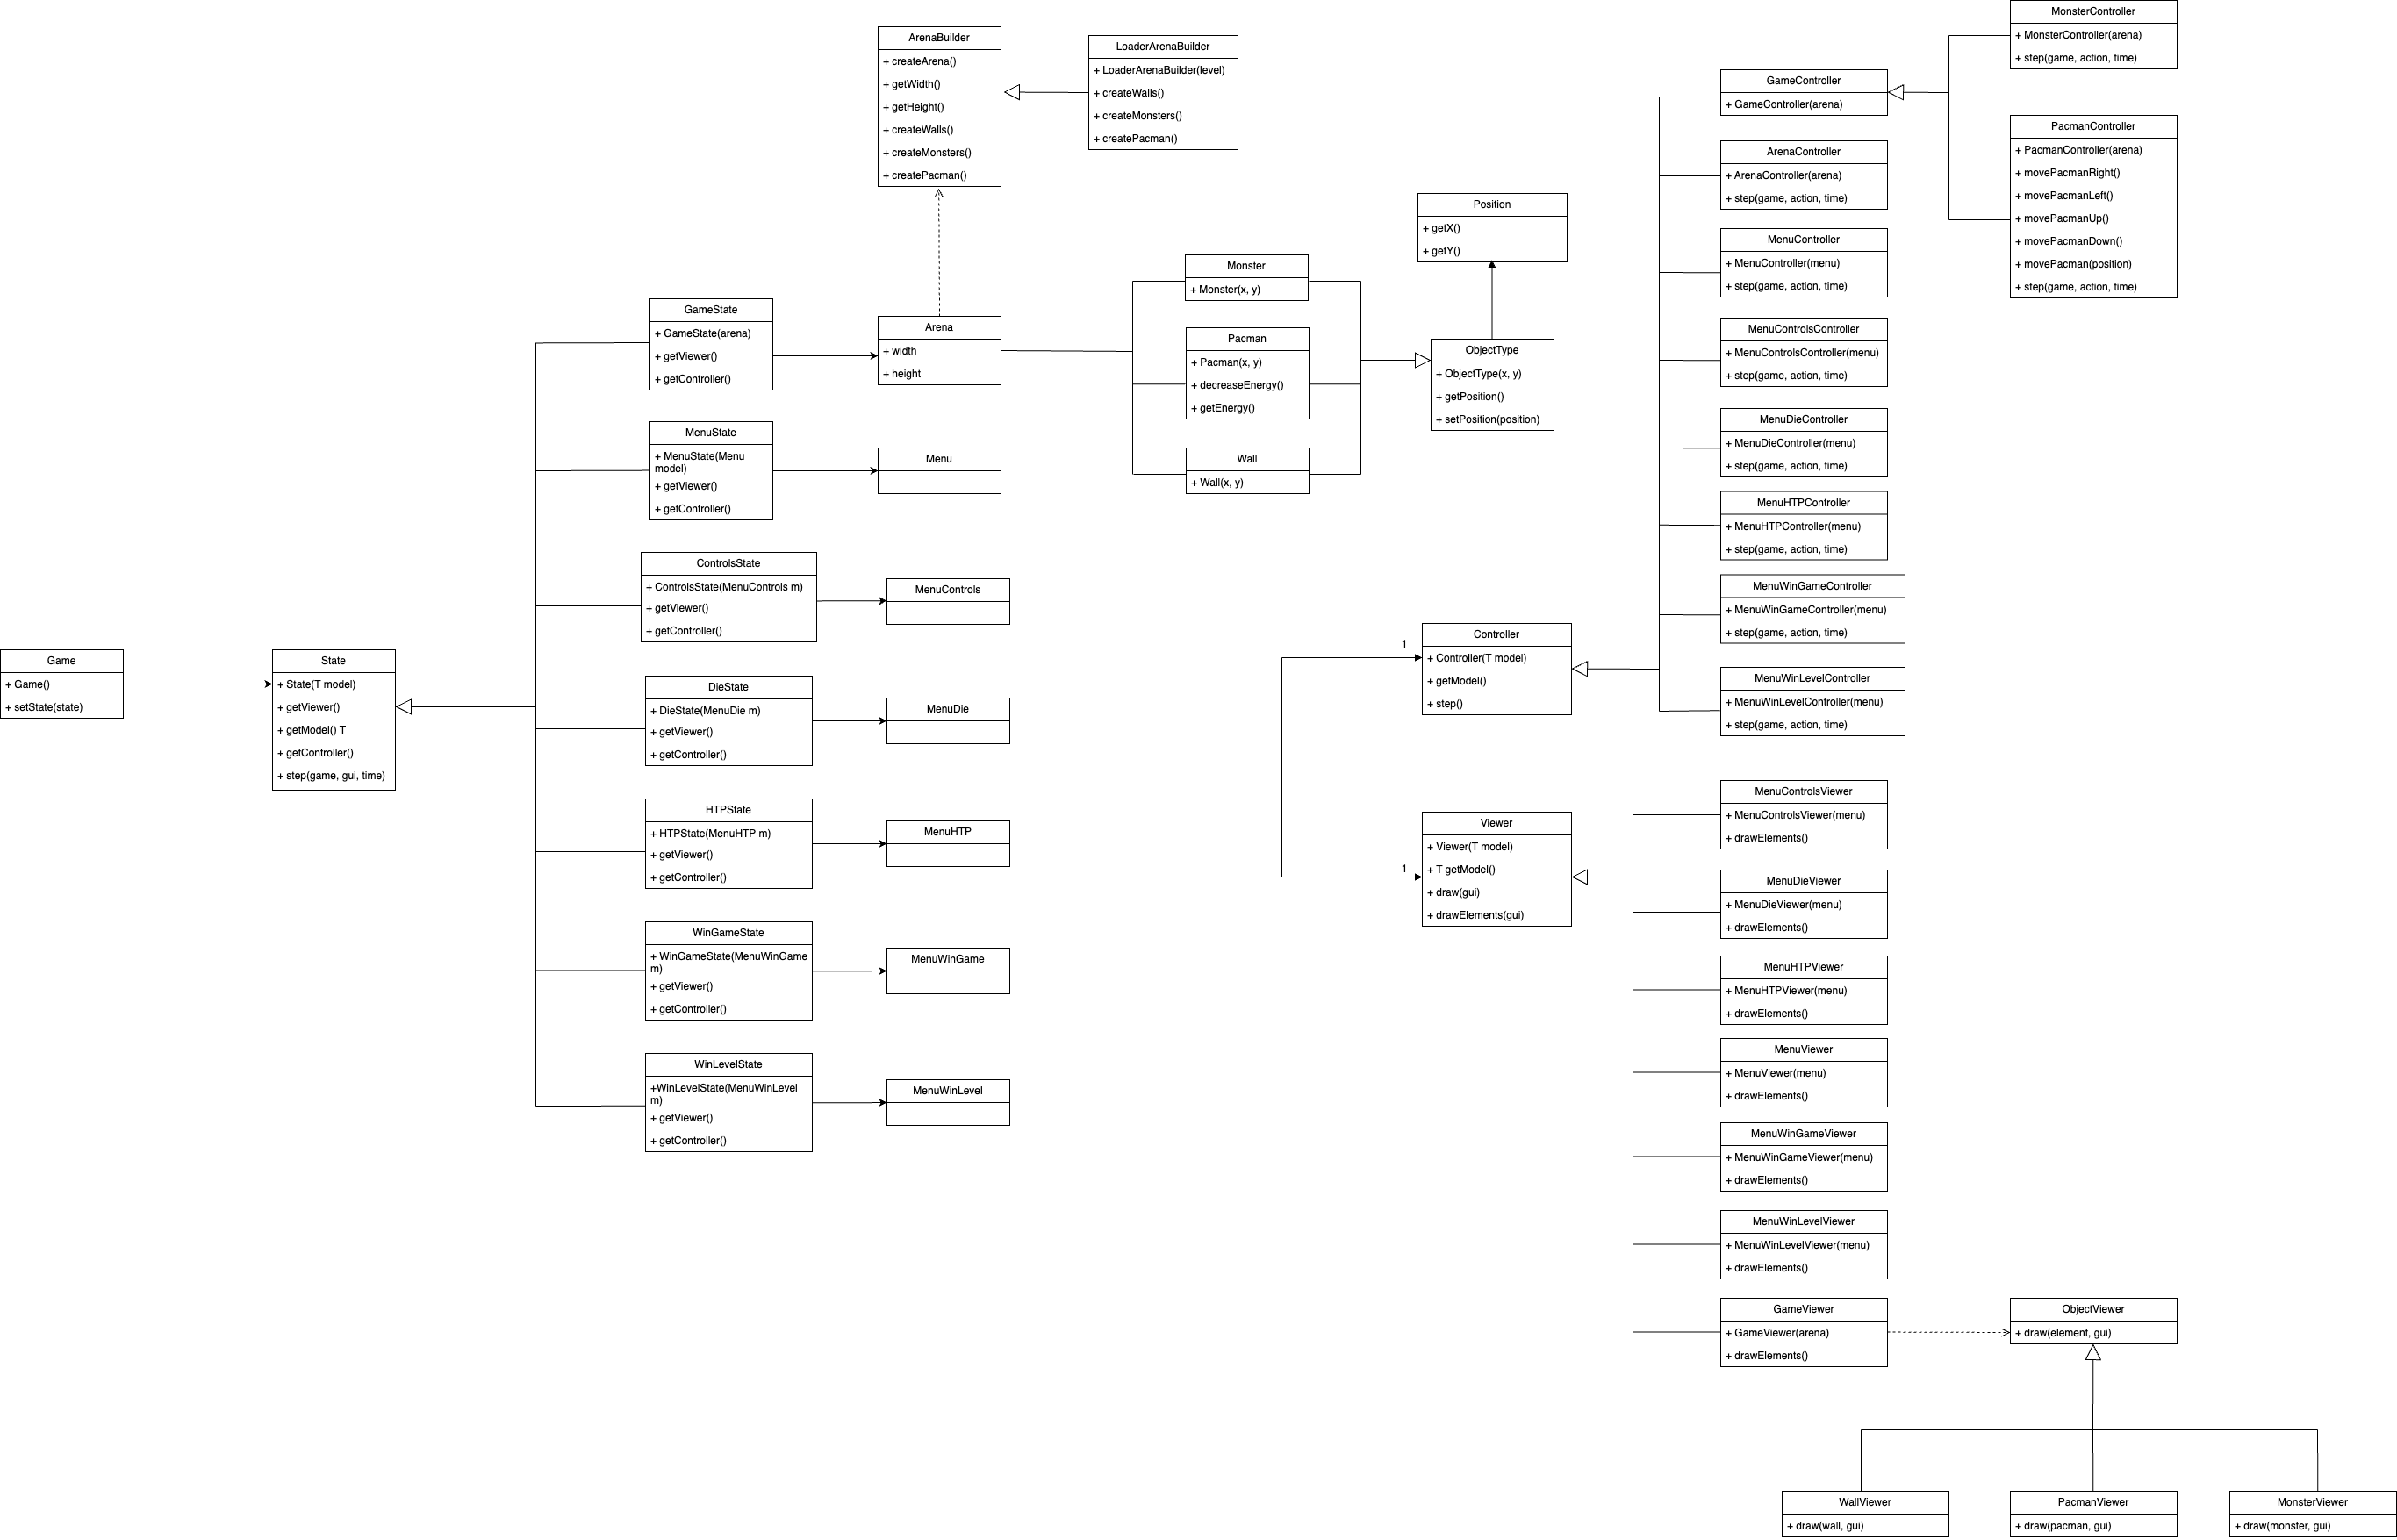 Game
+ Game()
+ setState(state)
State
+ State(T model)
+ getViewer()
+ getModel() T
+ getController()
+ step(game, gui, time)
GameState
+ GameState(arena)
+ getViewer()
+ getController()
MenuState
+ MenuState(Menu
model)
+ getViewer()
+ getController()
ControlsState
+ ControlsState(MenuControls m)
+ getViewer()
+ getController()
DieState
+ DieState(MenuDie m)
+ getViewer()
+ getController()
HTPState
+ HTPState(MenuHTP m)
+ getViewer()
+ getController()
WinGameState
+ WinGameState(MenuWinGame
m)
+ getViewer()
+ getController()
WinLevelState
+WinLevelState(MenuWinLevel
m)
+ getViewer()
+ getController()
ArenaBuilder
+ createArena()
+ getWidth()
+ getHeight()
+ createWalls()
+ createMonsters()
+ createPacman()
LoaderArenaBuilder
+ LoaderArenaBuilder(level)
+ createWalls()
+ createMonsters()
+ createPacman()
Arena
+ width
+ height
Menu
MenuControls
MenuDie
MenuHTP
MenuWinGame
MenuWinLevel
Monster
+ Monster(x, y)
Pacman
+ Pacman(x, y)
+ decreaseEnergy()
+ getEnergy()
Wall
+ Wall(x, y)
Position
+ getX()
+ getY()
ObjectType
+ ObjectType(x, y)
+ getPosition()
+ setPosition(position)
1
Controller
+ Controller(T model)
+ getModel()
+ step()
1
Viewer
+ Viewer(T model)
+ T getModel()
+ draw(gui)
+ drawElements(gui)
GameController
+ GameController(arena)
ArenaController
+ ArenaController(arena)
+ step(game, action, time)
MenuController
+ MenuController(menu)
+ step(game, action, time)
MenuControlsController
+ MenuControlsController(menu)
+ step(game, action, time)
MenuDieController
+ MenuDieController(menu)
+ step(game, action, time)
MenuHTPController
+ MenuHTPController(menu)
+ step(game, action, time)
MenuWinGameController
+ MenuWinGameController(menu)
+ step(game, action, time)
MenuWinLevelController
+ MenuWinLevelController(menu)
+ step(game, action, time)
MonsterController
+ MonsterController(arena)
+ step(game, action, time)
PacmanController
+ PacmanController(arena)
+ movePacmanRight()
+ movePacmanLeft()
+ movePacmanUp()
+ movePacmanDown()
+ movePacman(position)
+ step(game, action, time)
MenuControlsViewer
+ MenuControlsViewer(menu)
+ drawElements()
MenuDieViewer
+ MenuDieViewer(menu)
+ drawElements()
MenuHTPViewer
+ MenuHTPViewer(menu)
+ drawElements()
MenuViewer
+ MenuViewer(menu)
+ drawElements()
MenuWinGameViewer
+ MenuWinGameViewer(menu)
+ drawElements()
MenuWinLevelViewer
+ MenuWinLevelViewer(menu)
+ drawElements()
GameViewer
+ GameViewer(arena)
+ drawElements()
ObjectViewer
+ draw(element, gui)
WallViewer
+ draw(wall, gui)
PacmanViewer
+ draw(pacman, gui)
MonsterViewer
+ draw(monster, gui)